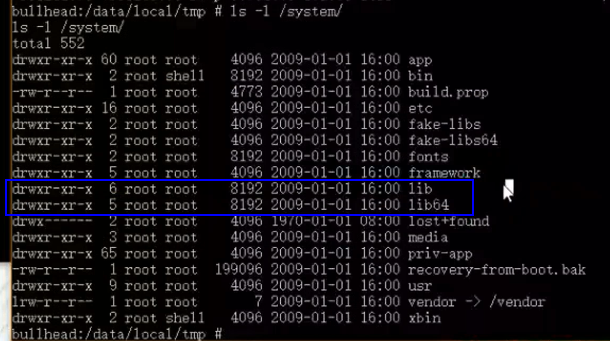 bullhead:/data/local/tmp # ls -l /system/
ls -l /system/
total 552
drwxr-xr-x 60 root root    4096 2009-01-01 16:00 app
drwxr-xr-x  2 root shell   8192 2009-01-01 16:00 bin
-rw-r--r--  1 root root    4773 2009-01-01 16:00 build.prop
drwxr-xr-x 16 root root    4096 2009-01-01 16:00 etc
drwxr-xr-x  2 root root    4096 2009-01-01 16:00 fake-libs
drwxr-xr-x  2 root root    4096 2009-01-01 16:00 fake-libs64
drwxr-xr-x  2 root root    8192 2009-01-01 16:00 fonts
drwxr-xr-x  5 root root    4096 2009-01-01 16:00 framework
drwxr-xr-x  6 root root    8192 2009-01-01 16:00 lib
drwxr-xr-x  5 root root    8192 2009-01-01 16:00 lib64
drwx------  2 root root    4096 1970-01-01 08:00 lost+found
drwxr-xr-x  3 root root    4096 2009-01-01 16:00 media
drwxr-xr-x 65 root root    4096 2009-01-01 16:00 priv-app
-rw-r--r--  1 root root  199096 2009-01-01 16:00 recovery-from-boot.bak
drwxr-xr-x  9 root root    4096 2009-01-01 16:00 usr
lrw-r--r--  1 root root       7 2009-01-01 16:00 vendor -> /vendor
drwxr-xr-x  2 root shell   4096 2009-01-01 16:00 xbin
bullhead:/data/local/tmp #